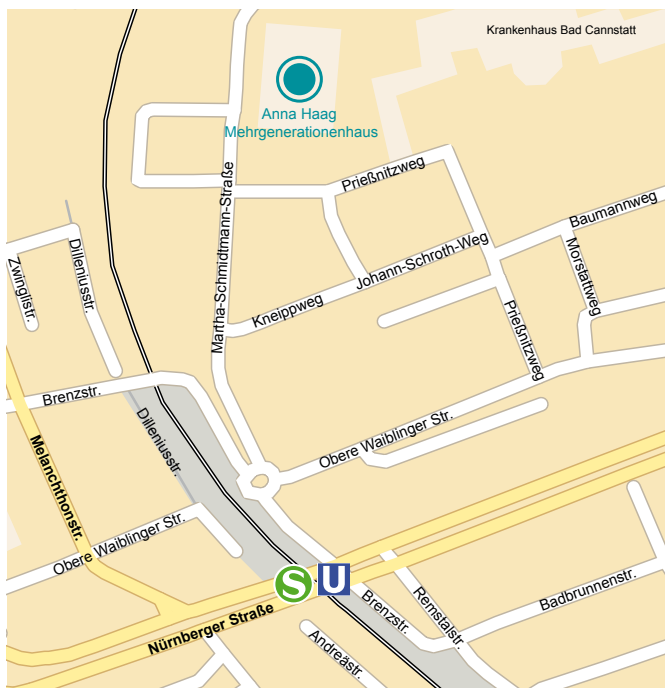 Krankenhaus Bad Cannstatt
Anna Haag
Mehrgenerationenhaus
Prießnitzweg
Martha-Schmidtmann-Straße
Baumannweg
Johann-Schroth-Weg
Morstattweg
Zwinglistr.
Dilleniusstr.
Kneippweg
Prießnitzweg
Brenzstr.
Dilleniusstr.
Melanchthonstr.
Obere Waiblinger Str.
Obere Waiblinger Str.
S
U
Nürnberger Straße
Brenzstr.
Remstalstr.
Badbrunnenstr.
Andreästr.